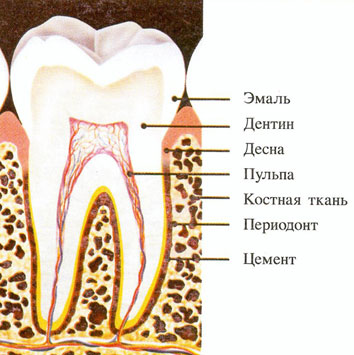 Эмаль
Дентин
Десна
Пульпа
Костная ткань
Периодонт
Цемент